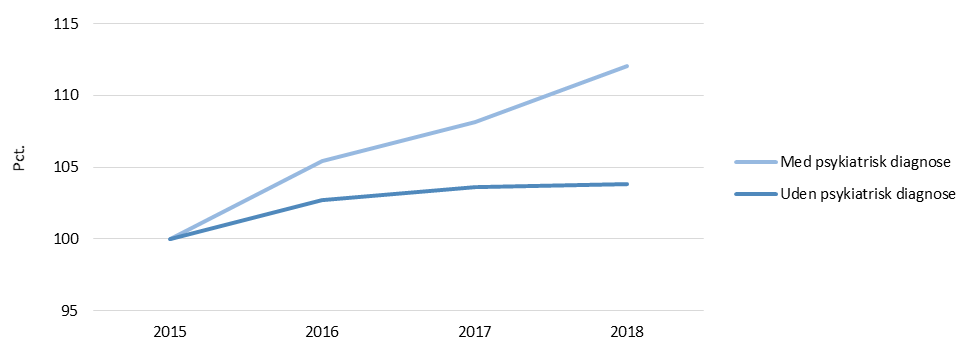 115
110
105
100
95
Pct.
2015 2016 2017 2018
Med psykiatrisk diagnose
Uden psykiatrisk diagnose